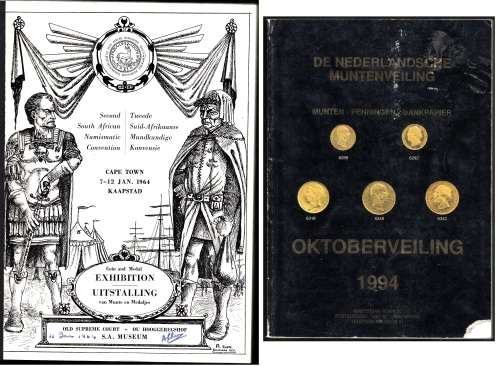 Second Tweede
South African Suid-Afrikaanse
Numismatic Muntkundige
Convention Konvensie
CAPE TOWN
7–12 JAN. 1964
KAAPSTAD
Coin and Medal
EXHIBITION
UITSTALLING
van Munte en Medaljes
OLD SUPREME COURT - OU HOOGGEREGSHOF
S.A. MUSEUM
DE NEDERLANDSCHE
MUNTENVEILING
MUNTEN - PENNINGEN - BANKPAPIER
OKTOBERVEILING
1994